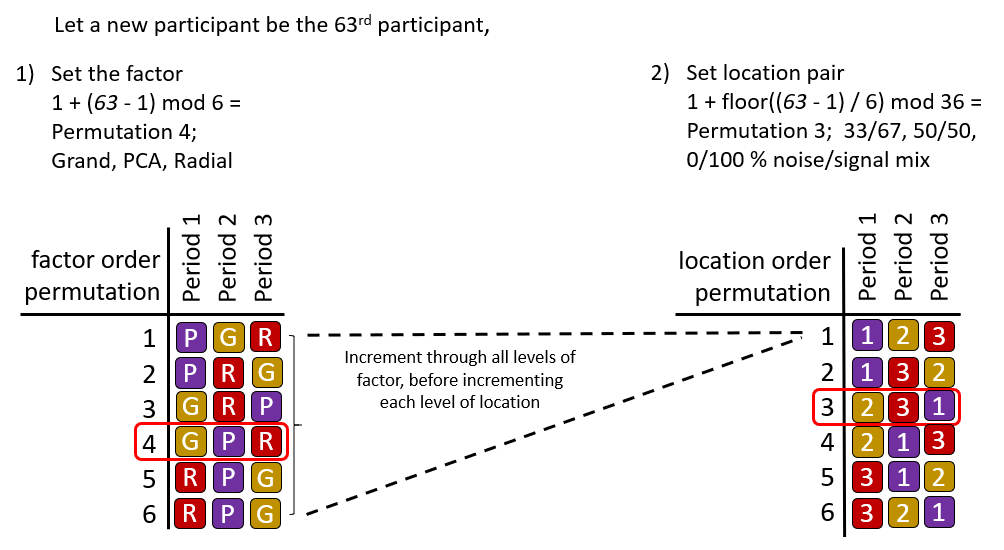 Let a new participant be the 63rd participant,
1) Set the factor
1 + (63 - 1) mod 6 =
Permutation 4;
Grand, PCA, Radial
2) Set location pair
1 + floor((63 - 1) / 6) mod 36 =
Permutation 3; 33/67, 50/50,
0/100 % noise/signal mix
factor order
permutation
Period 1
Period 2
Period 3
1 P G R
2 P R G
3 G R P
4 G P R
5 R P G
6 R P G
Increment through all levels of
factor, before incrementing
each level of location
location order
permutation
Period 1
Period 2
Period 3
1 1 2 3
2 1 3 2
3 2 3 1
4 2 1 3
5 3 1 2
6 3 2 1